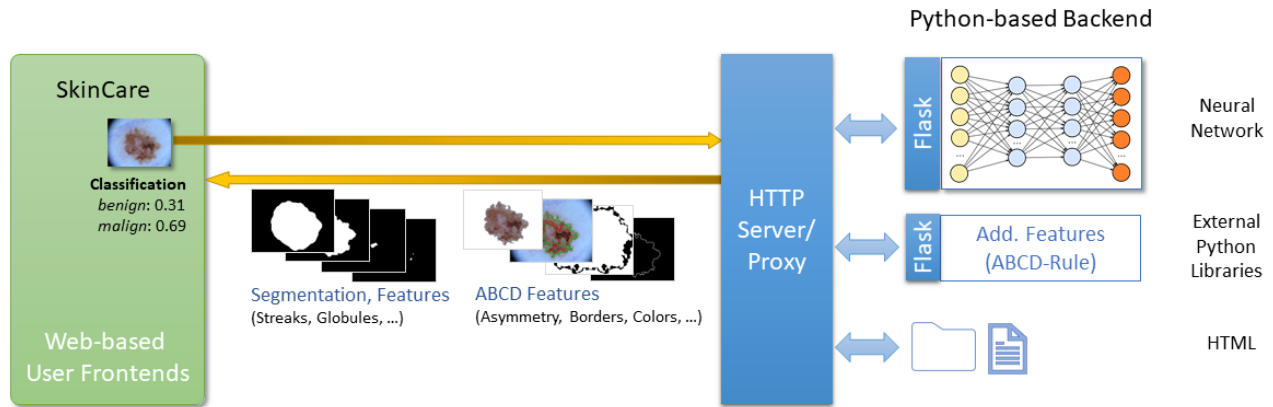 Python-based Backend
SkinCare
Classification
benign: 0.31
malign: 0.69
Web-based
User Frontends
Segmentation, Features
(Streaks, Globules, ...)
ABCD Features
(Asymmetry, Borders, Colors, ...)
HTTP
Server/
Proxy
Flask
...
...
...
...
Neural
Network
Flask
Add. Features
(ABCD-Rule)
External
Python
Libraries
HTML